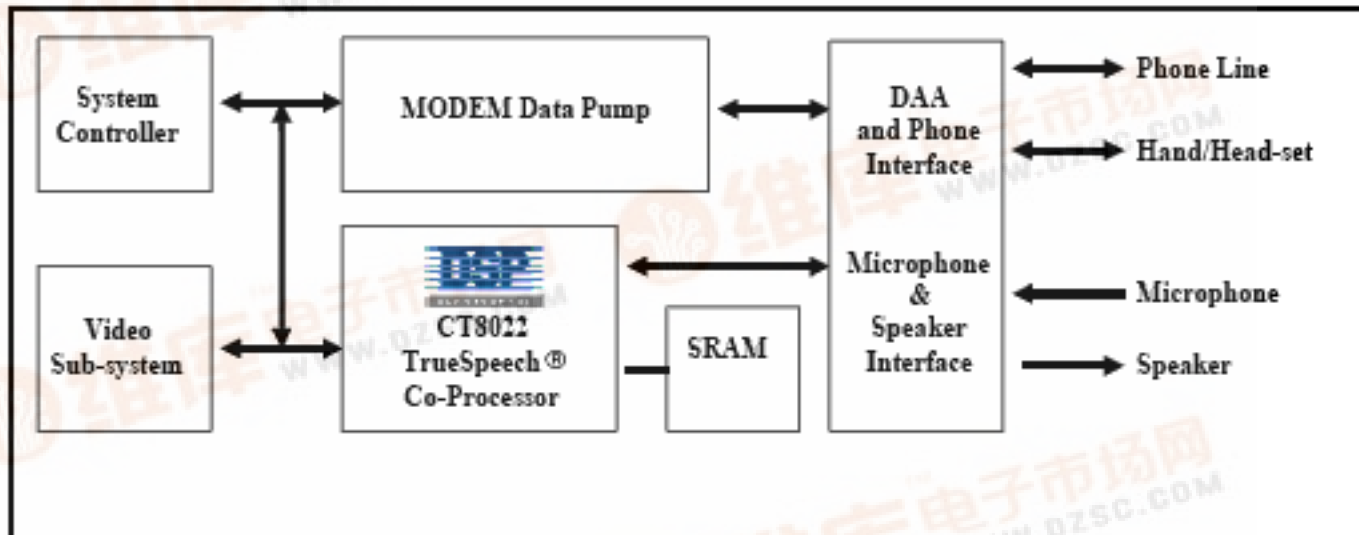 System
Controller
MODEM Data Pump
DAA
and Phone
Interface
Phone Line
Hand/Head-set
Video
Sub-system
DSP
CT8022
TrueSpeech ®
Co-Processor
SRAM
Microphone
&
Speaker
Interface
Microphone
Speaker
维库电子市场网
WWW.DZSC.COM